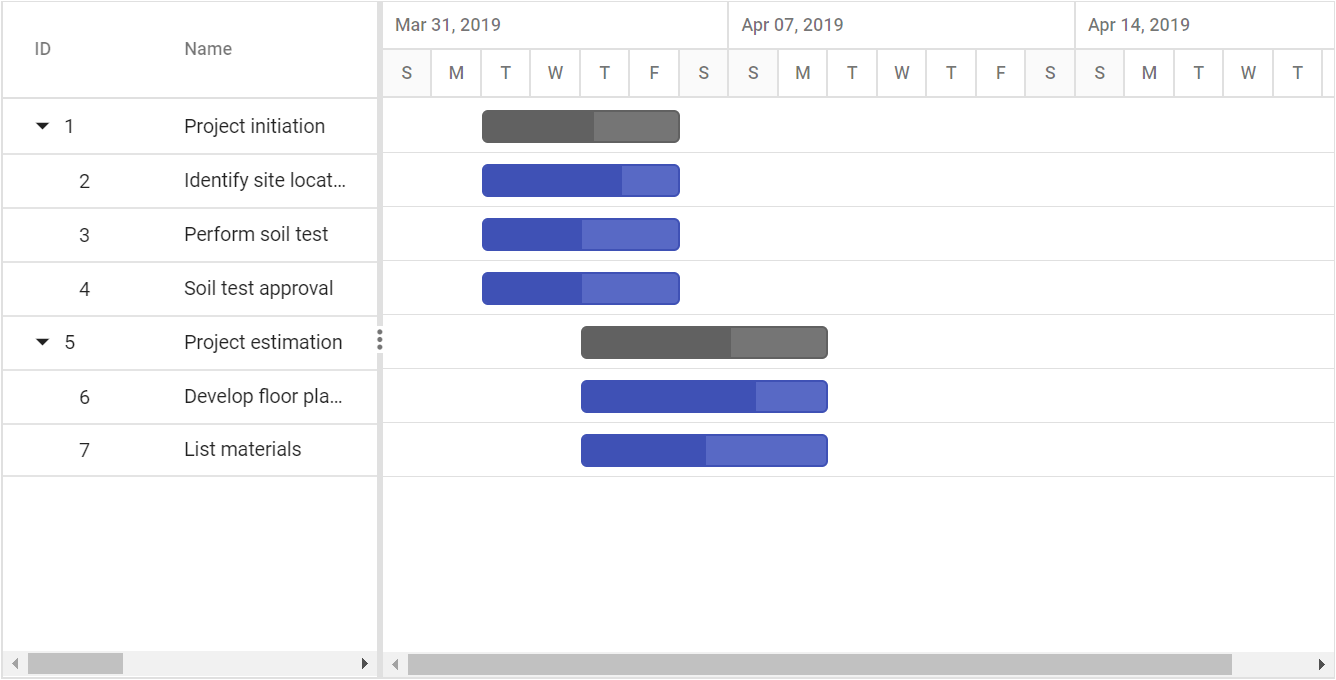 ID Name Mar 31, 2019 Apr 07, 2019 Apr 14, 2019
S M T W T F S S M T W T F S S M T W T
1 Project initiation
2 Identify site locat...
3 Perform soil test
4 Soil test approval
5 Project estimation
6 Develop floor pla...
7 List materials